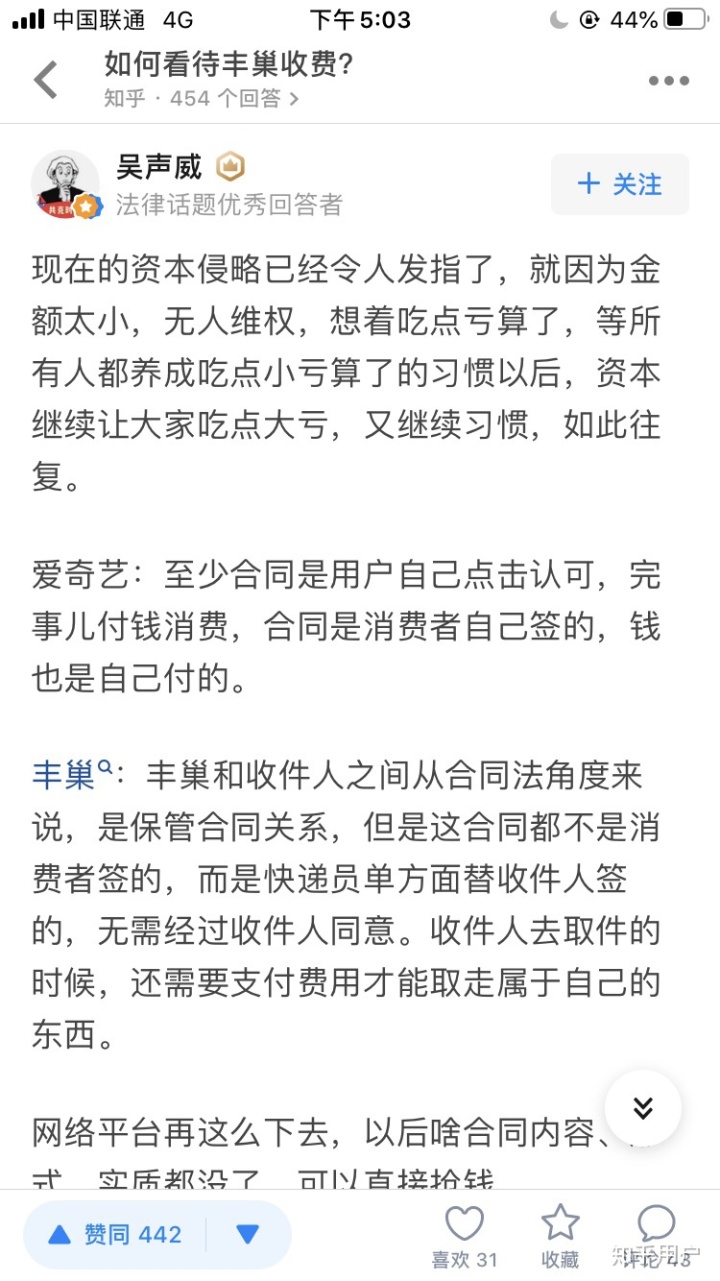 中国联通 4G 下午5:03 44%
如何看待丰巢收费?
知乎 · 454 个回答 >
吴声威
法律话题优秀回答者
+ 关注
现在的资本侵略已经令人发指了，就因为金
额太小，无人维权，想着吃点亏算了，等所
有人都养成吃点小亏算了的习惯以后，资本
继续让大家吃点大亏，又继续习惯，如此往
复。
爱奇艺：至少合同是用户自己点击认可，完
事儿付钱消费，合同是消费者自己签的，钱
也是自己付的。
丰巢：丰巢和收件人之间从合同法角度来
说，是保管合同关系，但是这合同都不是消
费者签的，而是快递员单方面替收件人签
的，无需经过收件人同意。收件人去取件的
时候，还需要支付费用才能取走属于自己的
东西。
网络平台再这么下去，以后啥合同内容、
式，实质都没了，可以直接抢钱
赞同 442
喜欢 31 收藏 评论 43
知乎用户